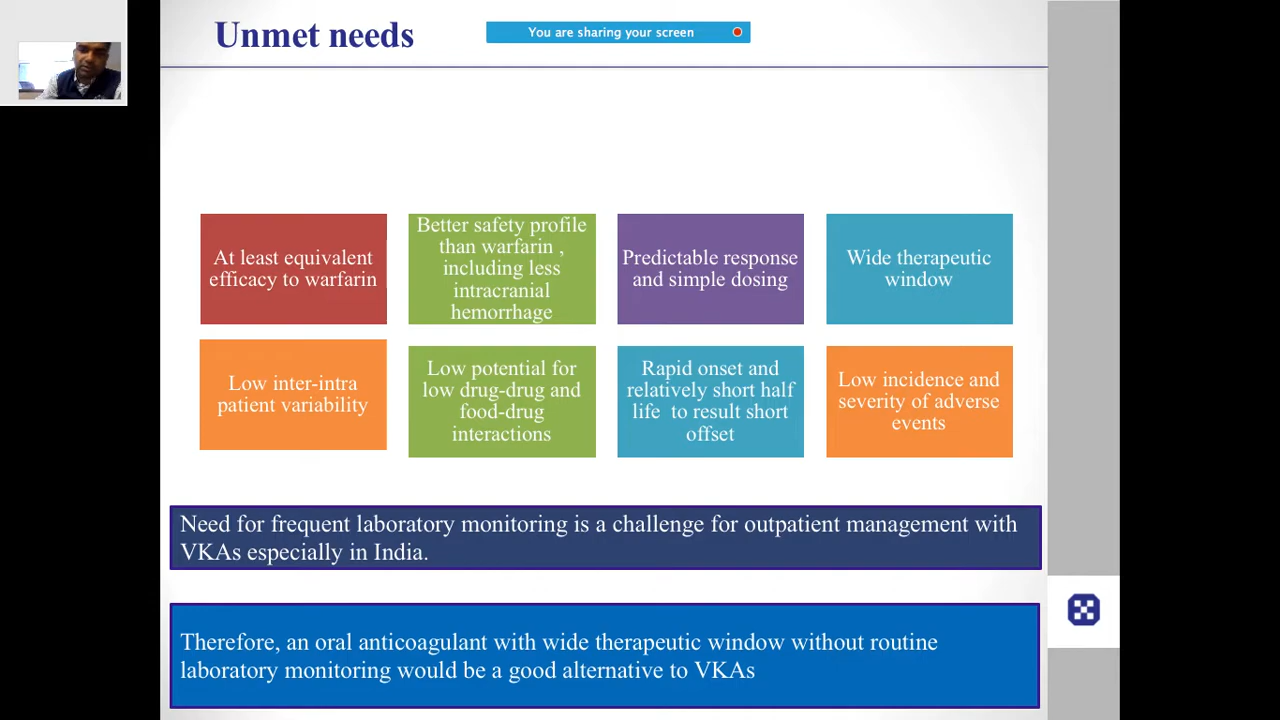 Unmet needs
You are sharing your screen
At least equivalent
efficacy to warfarin
Better safety profile
than warfarin ,
including less
intracranial
hemorrhage
Predictable response
and simple dosing
Wide therapeutic
window
Low inter-intra
patient variability
Low potential for
low drug-drug and
food-drug
interactions
Rapid onset and
relatively short half
life to result short
offset
Low incidence and
severity of adverse
events
Need for frequent laboratory monitoring is a challenge for outpatient management with
VKAs especially in India.
Therefore, an oral anticoagulant with wide therapeutic window without routine
laboratory monitoring would be a good alternative to VKAs